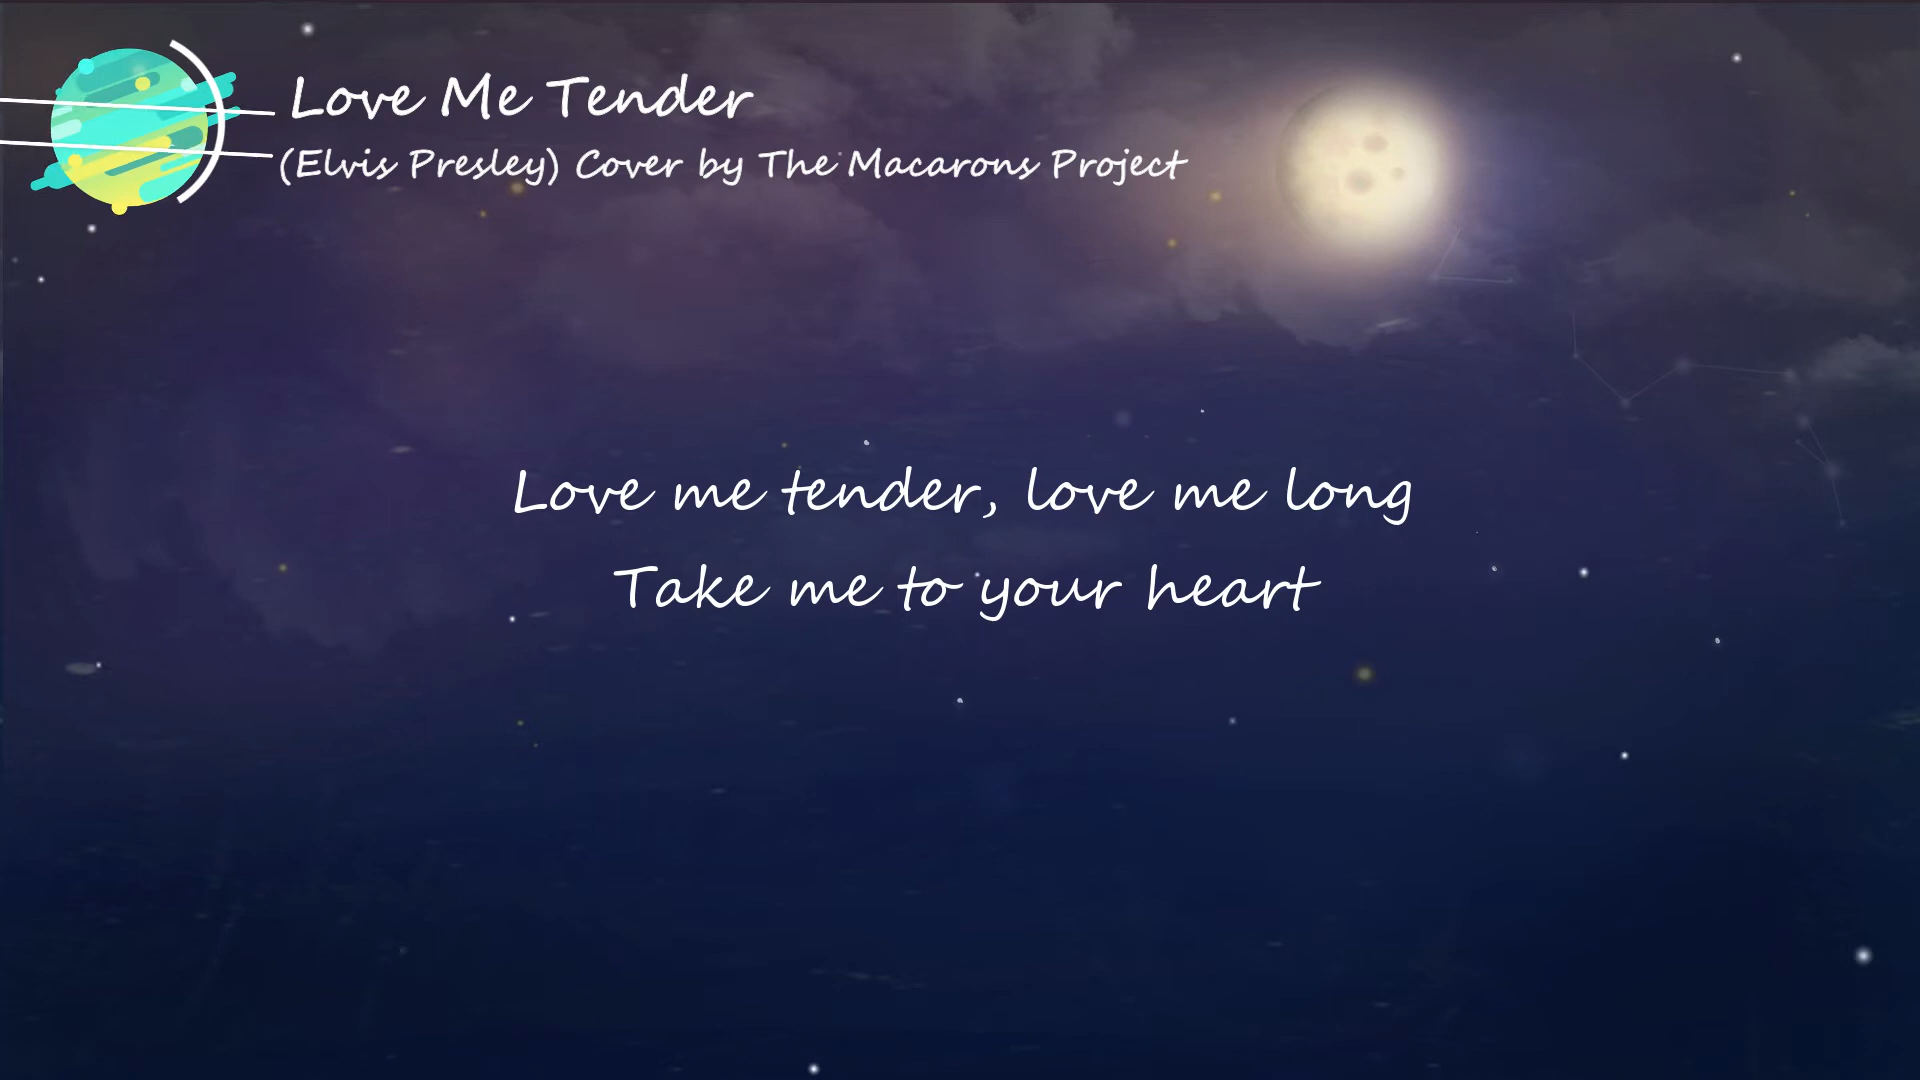 Love Me Tender
(Elvis Presley) Cover by The Macarons Project
Love me tender, love me long
Take me to your heart